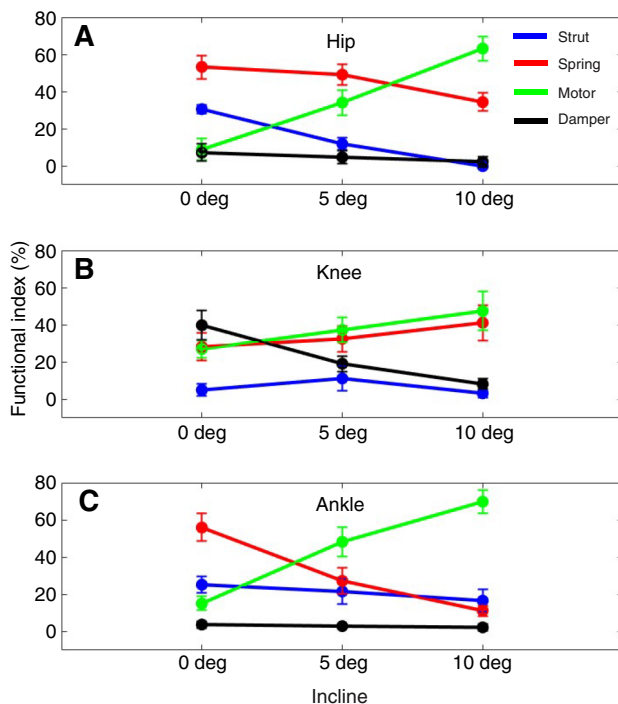 A
Hip
Strut
Spring
Motor
Damper
80
60
40
20
0
0 deg
5 deg
10 deg
B
Knee
80
60
40
20
0
0 deg
5 deg
10 deg
C
Ankle
80
60
40
20
0
0 deg
5 deg
10 deg
Functional index (%)
Incline